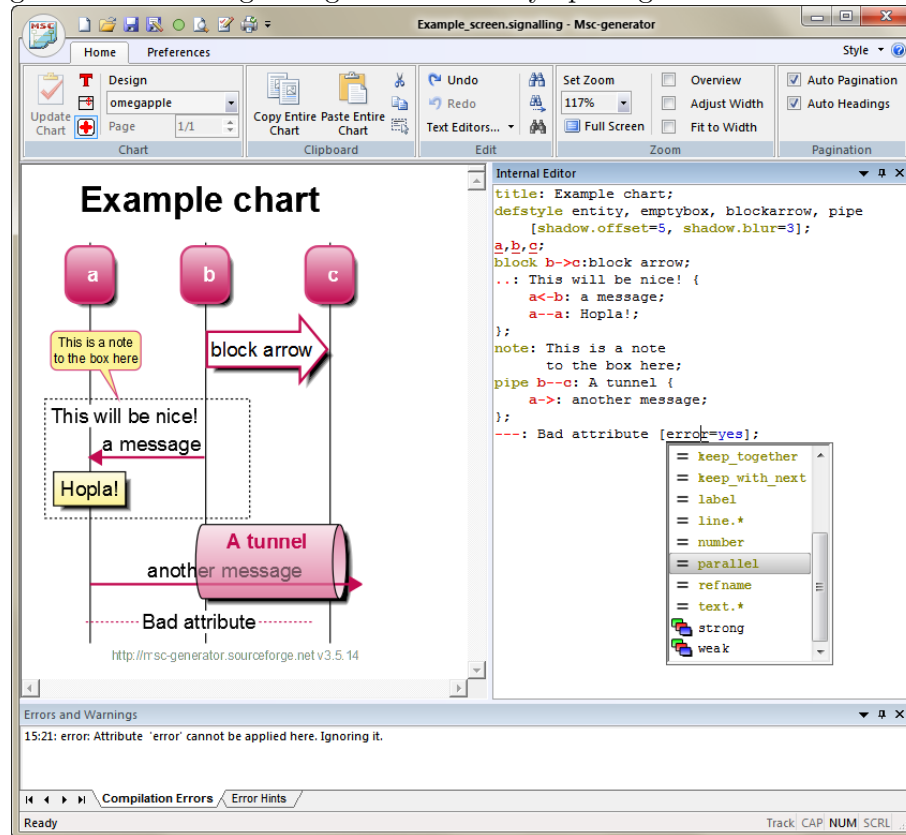 MSC
Example_screen.signalling - Msc-generator
Home Preferences Style
Update Chart
Design
omegapple
Page 1/1
Chart
Copy Entire Chart
Paste Entire Chart
Clipboard
Undo
Redo
Text Editors...
Edit
Set Zoom
117%
Full Screen
Overview
Adjust Width
Fit to Width
Zoom
Auto Pagination
Auto Headings
Pagination
Example chart
a b c
block arrow
This is a note
to the box here
This will be nice!
a message
Hopla!
A tunnel
another message
Bad attribute
http://msc-generator.sourceforge.net v3.5.14
Internal Editor
title: Example chart;
defstyle entity, emptybox, blockarrow, pipe
[shadow.offset=5, shadow.blur=3];
a,b,c;
block b->c:block arrow;
..: This will be nice! {
a<-b: a message;
a--a: Hopla!;
};
note: This is a note
to the box here;
pipe b--c: A tunnel {
a->: another message;
};
---: Bad attribute [error=yes];
= keep_together
= keep_with_next
= label
= line.*
= number
= parallel
= refname
= text.*
strong
weak
Errors and Warnings
15:21: error: Attribute 'error' cannot be applied here. Ignoring it.
Compilation Errors Error Hints
Ready Track CAP NUM SCRL